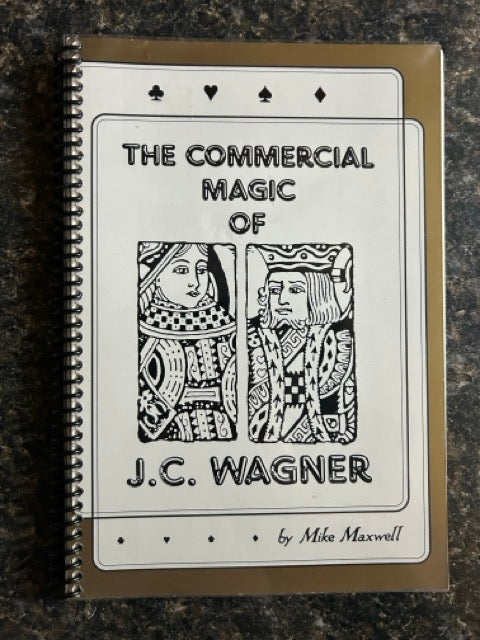 THE COMMERCIAL
MAGIC
OF
J.C. WAGNER
by Mike Maxwell